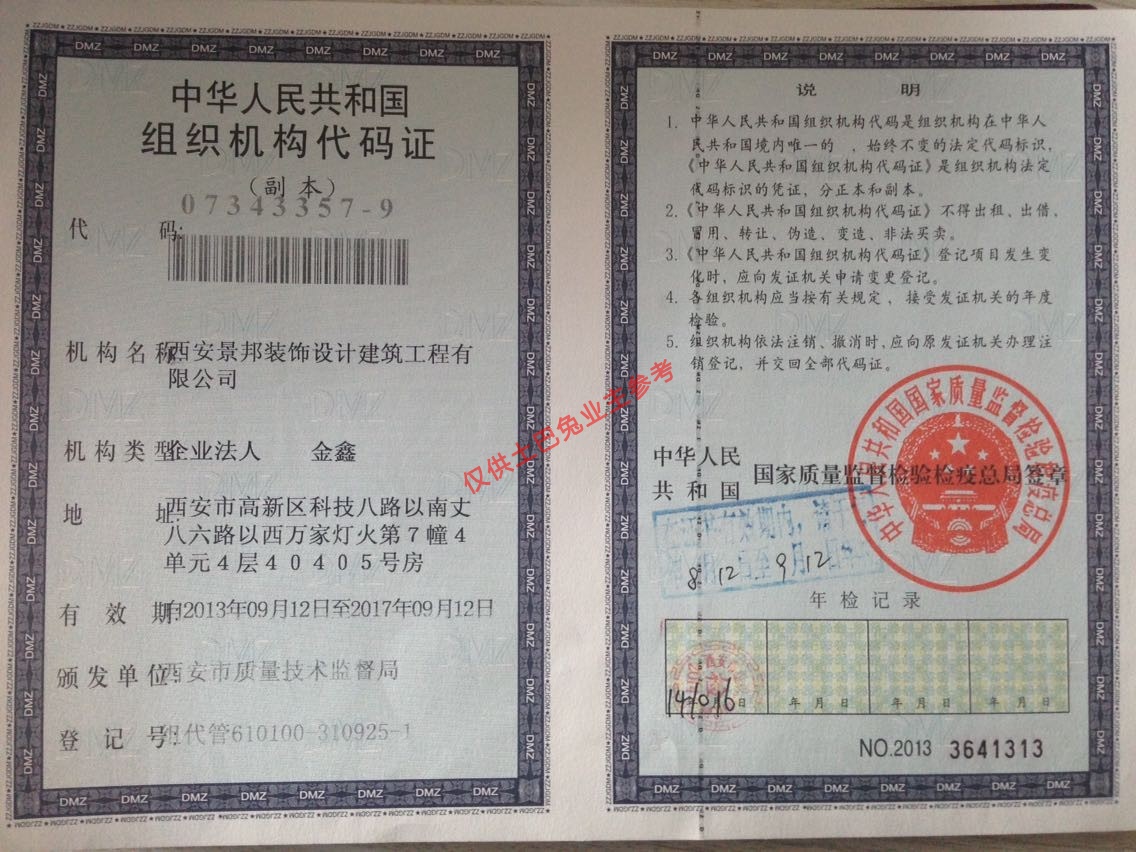 中华人民共和国
组织机构代码证
（副本）
代 码: 07343357-9
机构名称: 西安景邦装饰设计建筑工程有
限公司
机构类型: 企业法人 金鑫
地 址: 西安市高新区科技八路以南丈
八六路以西万家灯火第7幢4
单元4层40405号房
有 效 期: 自2013年09月12日至2017年09月12日
颁发单位: 西安市质量技术监督局
登 记 号: 组代管610100-310925-1
说 明
1. 中华人民共和国组织机构代码是组织机构在中华人
民共和国境内唯一的 、始终不变的法定代码标识，
《中华人民共和国组织机构代码证》是组织机构法定
代码标识的凭证，分正本和副本。
2.《中华人民共和国组织机构代码证》不得出租、出借、
冒用、转让、伪造、变造、非法买卖。
3.《中华人民共和国组织机构代码证》登记项目发生变
化时，应向发证机关申请变更登记。
4. 各组织机构应当按有关规定，接受发证机关的年度
检验。
5. 组织机构依法注销、撤消时，应向原发证机关办理注
销登记，并交回全部代码证。
仅供土巴兔业主参考
中华人民
共 和 国
国家质量监督检验检疫总局签章
中华人民共和国国家质量监督检验检疫总局
在证书有效期内，请于
8.12 至 9月12
年检记录
14.10.16 日
年 月 日
年 月 日
年 月 日
NO.2013 3641313